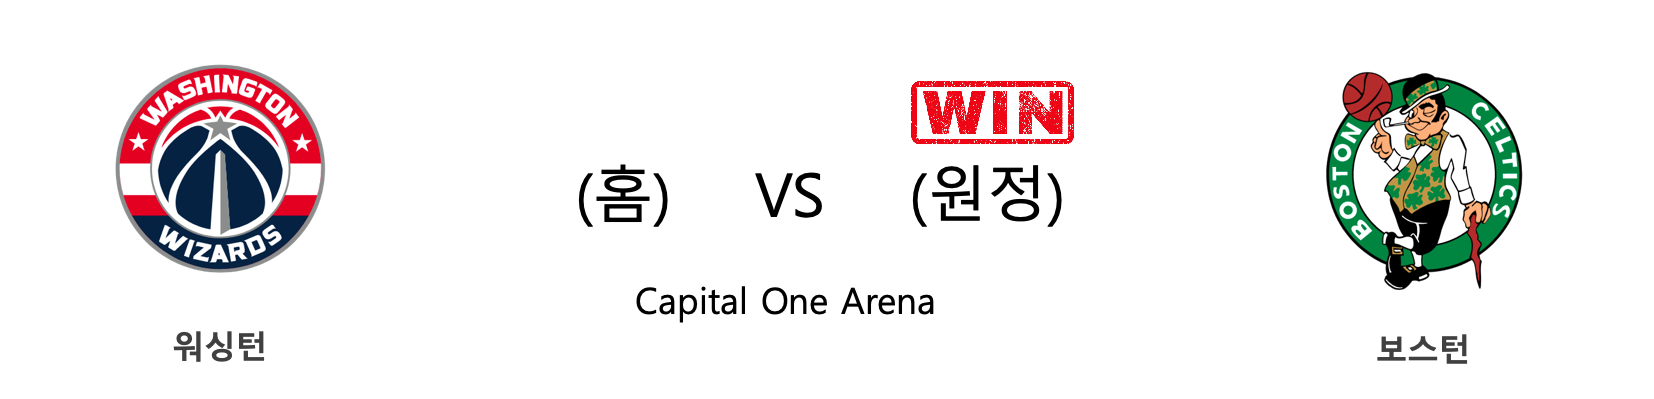 WASHINGTON
WIZARDS
워싱턴
WIN
(홈) VS (원정)
Capital One Arena
BOSTON CELTICS
보스턴